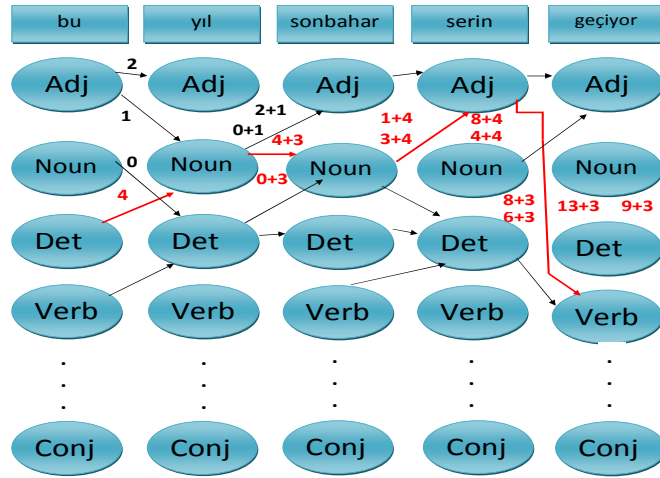 bu yıl sonbahar serin geçiyor
Adj 2 Adj Adj Adj Adj
1 2+1 1+4 8+4
0+1 3+4 4+4
Noun 0 Noun 4+3 Noun Noun Noun
4 0+3 8+3 13+3 9+3
6+3
Det Det Det Det Det
Verb Verb Verb Verb Verb
Conj Conj Conj Conj Conj